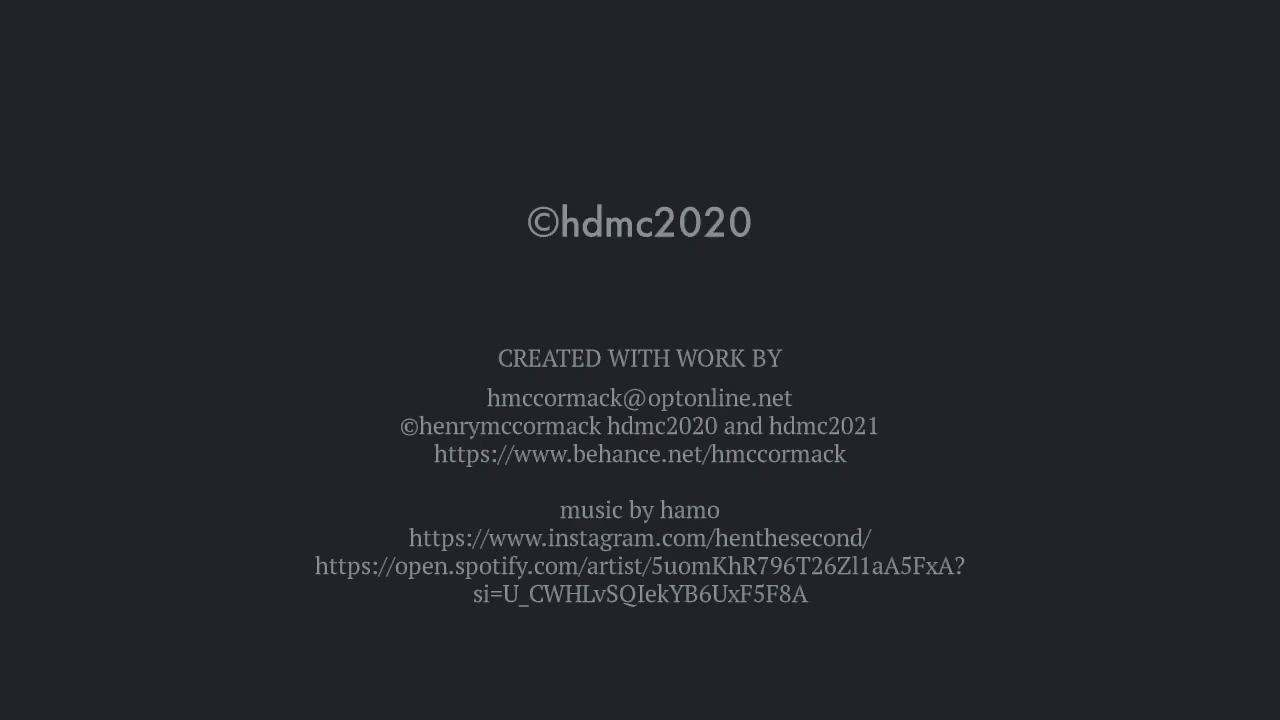 ©hdmc2020
CREATED WITH WORK BY
hmccormack@optonline.net
©henrymccormack hdmc2020 and hdmc2021
https://www.behance.net/hmccormack
music by hamo
https://www.instagram.com/henthesecond/
https://open.spotify.com/artist/5uomKhR796T26Zl1aA5FxA?
si=U_CWHLvSQIekYB6UxF5F8A